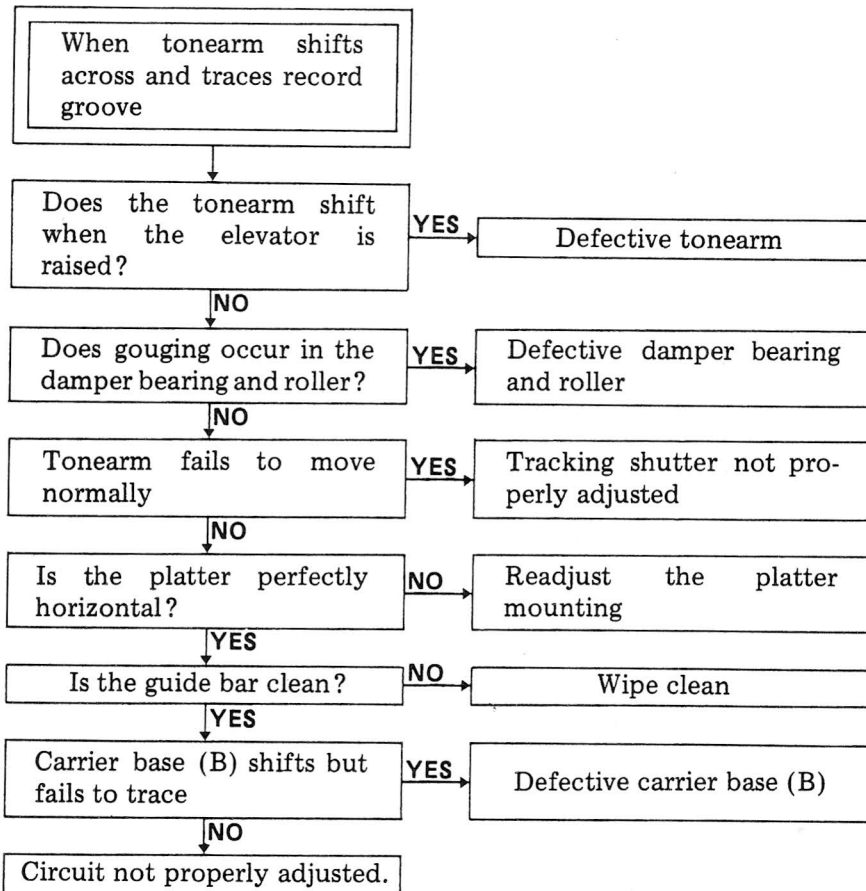 When tonearm shifts
across and traces record
groove
Does the tonearm shift
when the elevator is
raised?
YES
Defective tonearm
NO
Does gouging occur in the
damper bearing and roller?
YES
Defective damper bearing
and roller
NO
Tonearm fails to move
normally
YES
Tracking shutter not pro-
perly adjusted
NO
Is the platter perfectly
horizontal?
NO
Readjust the platter
mounting
YES
Is the guide bar clean?
NO
Wipe clean
YES
Carrier base (B) shifts but
fails to trace
YES
Defective carrier base (B)
NO
Circuit not properly adjusted.